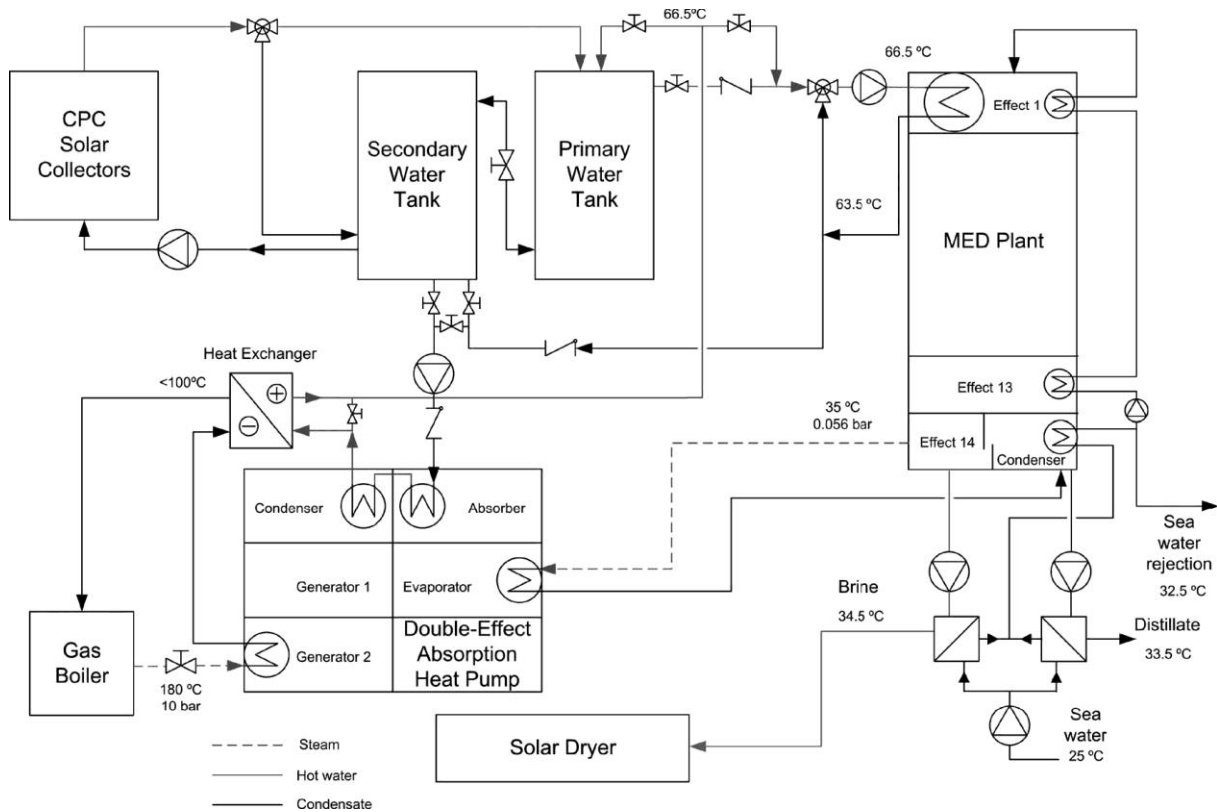 66.5ºC
66.5 ºC
CPC
Solar
Collectors
Secondary
Water
Tank
Primary
Water
Tank
Effect 1
63.5 ºC
MED Plant
Heat Exchanger
<100ºC
Effect 13
35 ºC
0.056 bar
Effect 14
Condenser
Condenser
Absorber
Generator 1
Evaporator
Sea
water
rejection
32.5 ºC
Brine
34.5 ºC
Distillate
33.5 ºC
Gas
Boiler
Generator 2
Double-Effect
Absorption
Heat Pump
180 ºC
10 bar
Solar Dryer
Sea
water
25 ºC
Steam
Hot water
Condensate